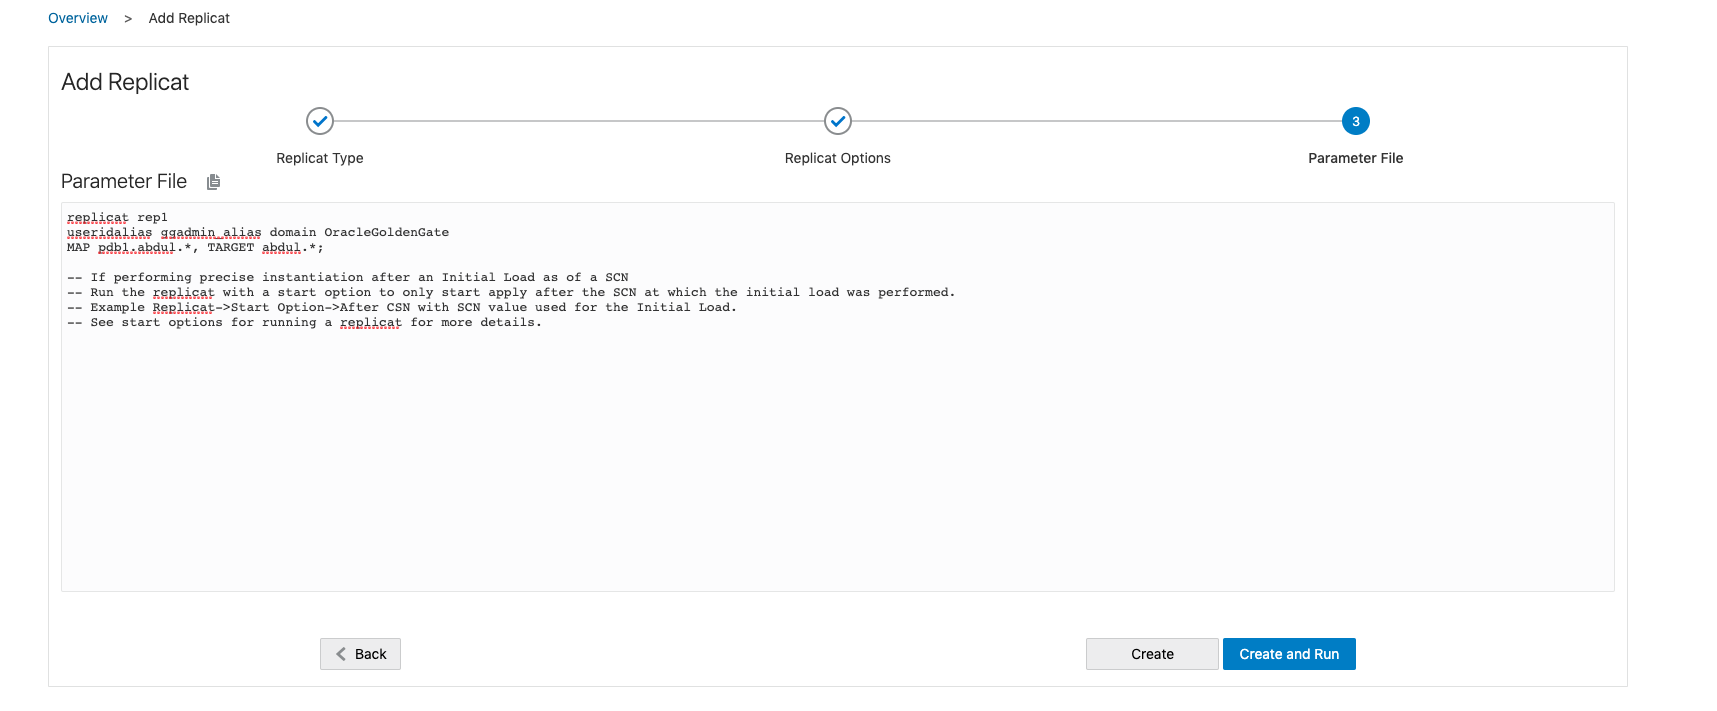 Overview > Add Replicat
Add Replicat
3
Replicat Type
Replicat Options
Parameter File
Parameter File
replicat rep1
useridalias ggadmin_alias domain OracleGoldenGate
MAP pdb1.abdul.*, TARGET abdul.*;
-- If performing precise instantiation after an Initial Load as of a SCN
-- Run the replicat with a start option to only start apply after the SCN at which the initial load was performed.
-- Example Replicat->Start Option->After CSN with SCN value used for the Initial Load.
-- See start options for running a replicat for more details.
Back
Create
Create and Run